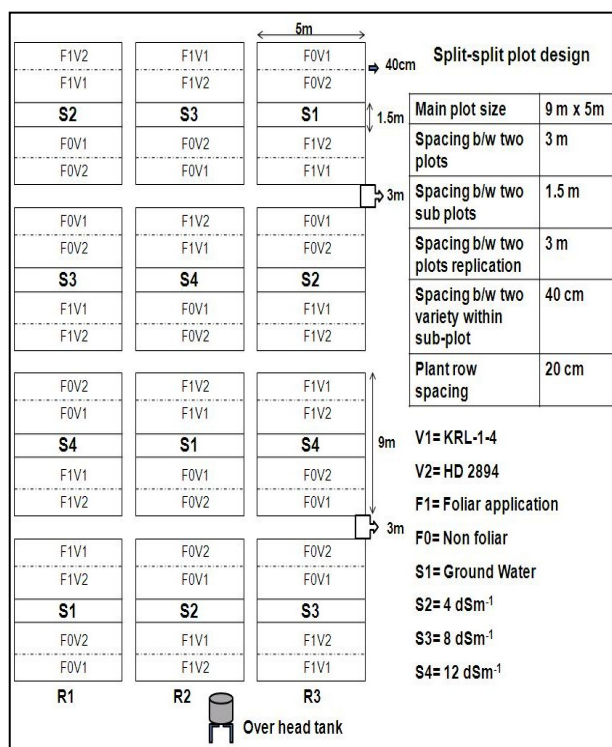 5m
F1V2 F1V1 F0V1
40cm
F1V1 F1V2 F0V2
S2 S3 S1
1.5m
F0V2 F0V1 F1V2
F0V2 F0V2 F1V1
3m
F0V1 F1V2 F0V1
F0V2 F1V1 F0V2
S3 S4 S2
F1V1 F0V2 F1V1
F1V2 F0V1 F1V2
F0V2 F1V2 F1V1
F0V1 F1V1 F1V2
S4 S1 S4
9m
F1V1 F0V2 F0V2
F1V2 F0V1 F0V1
3m
F1V1 F0V2 F0V2
F1V2 F0V1 F0V1
S1 S2 S3
F0V2 F1V1 F1V2
F0V1 F1V2 F1V1
R1 R2 R3
Over head tank
Split-split plot design
Main plot size 9 m x 5m
Spacing b/w two 3 m
plots
Spacing b/w two 1.5 m
sub plots
Spacing b/w two 3 m
plots replication
Spacing b/w two 40 cm
variety within
sub-plot
Plant row 20 cm
spacing
V1= KRL-1-4
V2= HD 2894
F1= Foliar application
F0= Non foliar
S1= Ground Water
S2= 4 dSm⁻¹
S3= 8 dSm⁻¹
S4= 12 dSm⁻¹